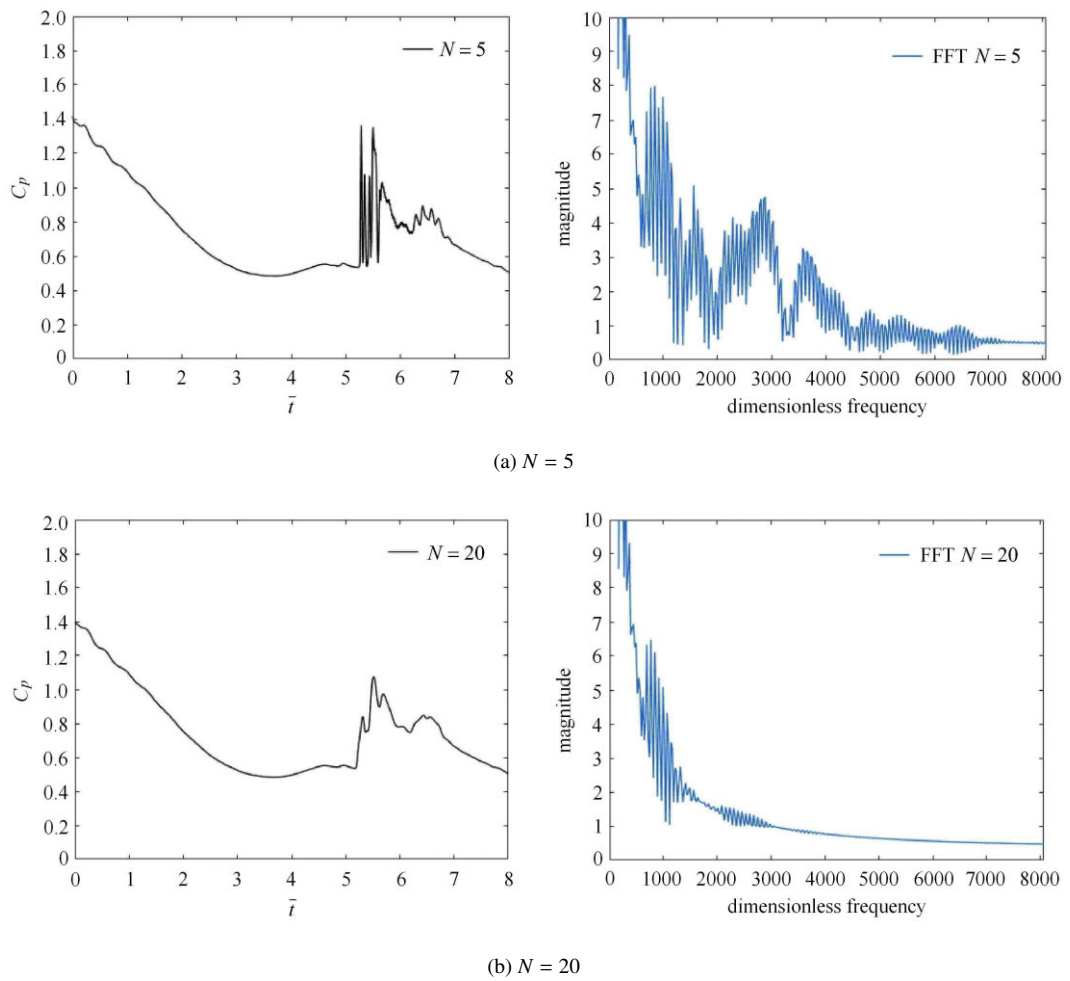 2.0
1.8
1.6
1.4
1.2
1.0
0.8
0.6
0.4
0.20
0
C_p
N = 5
0 1 2 3 4 5 6 7 8
t̄
10
9
8
7
6
5
4
3
2
1
0
magnitude
FFT N = 5
0 1000 2000 3000 4000 5000 6000 7000 8000
dimensionless frequency
(a) N = 5
2.0
1.8
1.6
1.4
1.2
1.0
0.8
0.6
0.4
0.20
0
C_p
N = 20
0 1 2 3 4 5 6 7 8
t̄
10
9
8
7
6
5
4
3
2
1
0
magnitude
FFT N = 20
0 1000 2000 3000 4000 5000 6000 7000 8000
dimensionless frequency
(b) N = 20